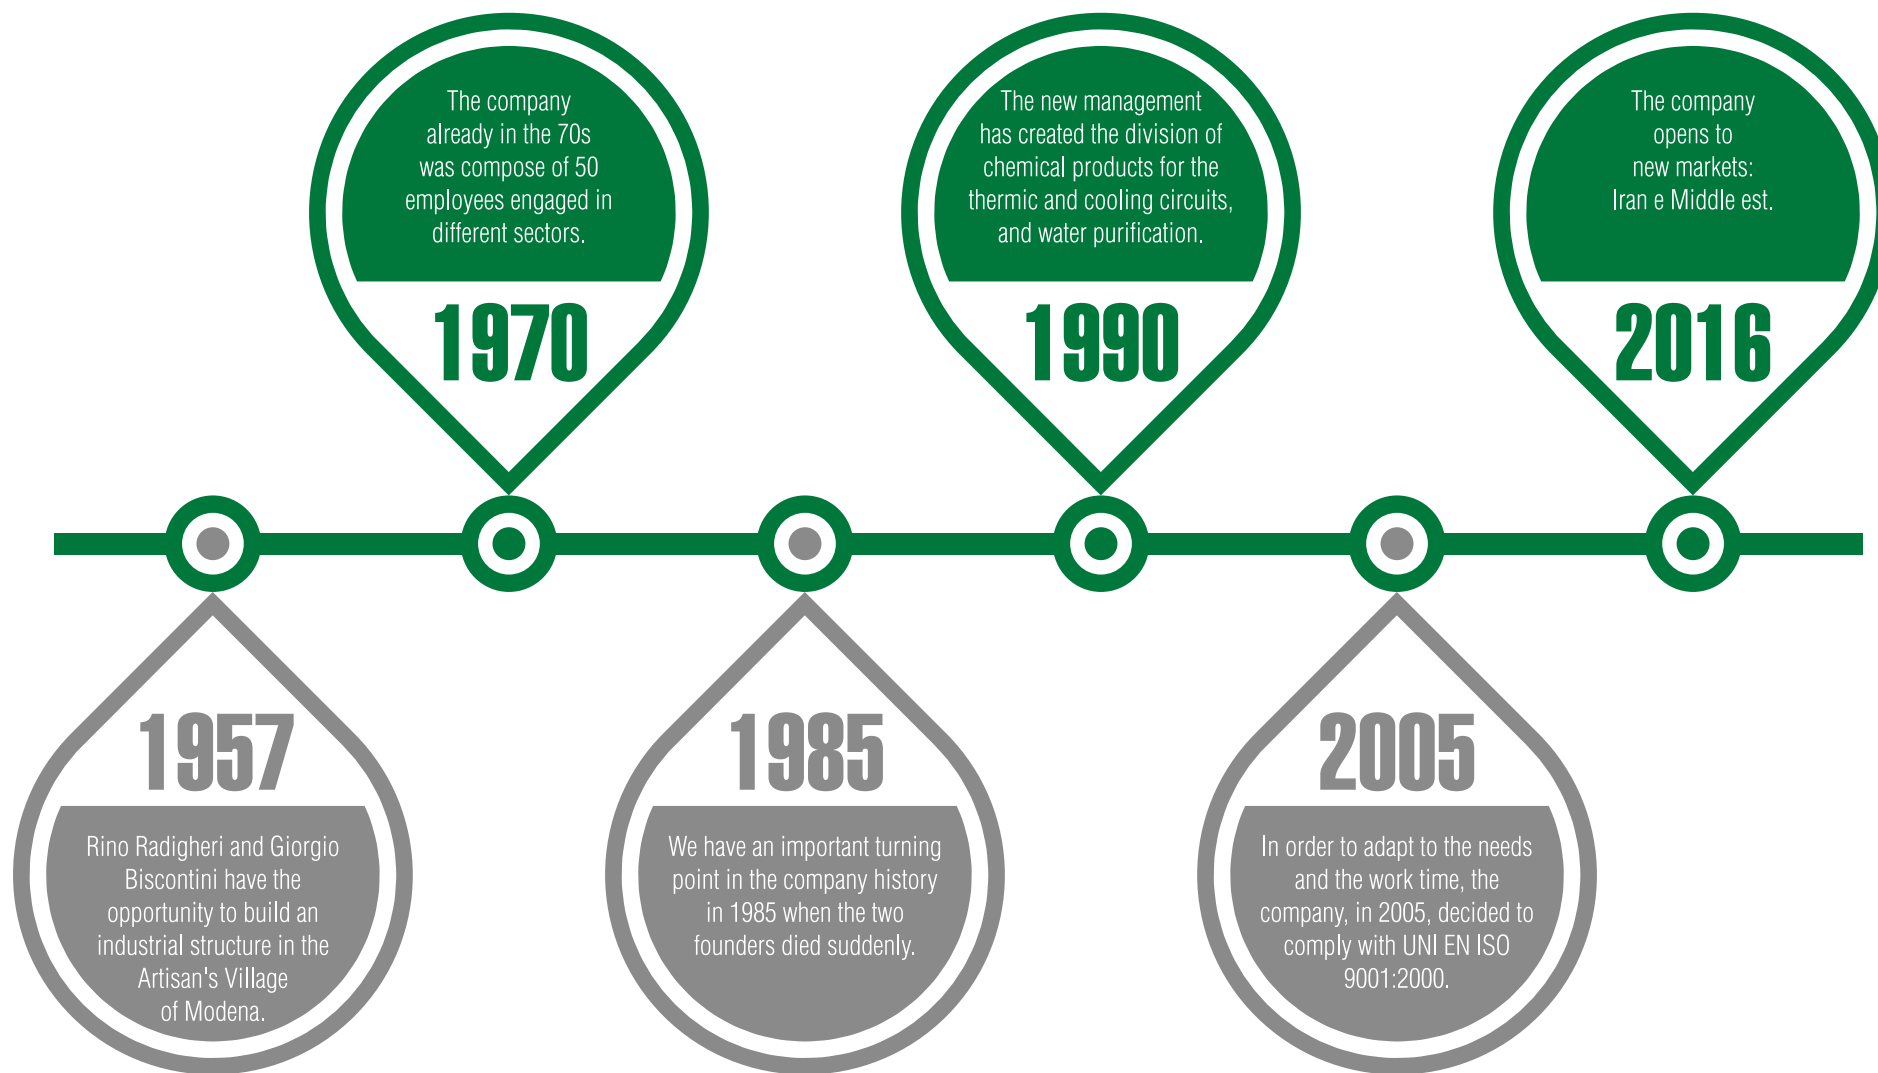 The company
already in the 70s
was compose of 50
employees engaged in
different sectors.
1970
The new management
has created the division of
chemical products for the
thermic and cooling circuits,
and water purification.
1990
The company
opens to
new markets:
Iran e Middle est.
2016
1957
Rino Radigheri and Giorgio
Biscontini have the
opportunity to build an
industrial structure in the
Artisan's Village
of Modena.
1985
We have an important turning
point in the company history
in 1985 when the two
founders died suddenly.
2005
In order to adapt to the needs
and the work time, the
company, in 2005, decided to
comply with UNI EN ISO
9001:2000.